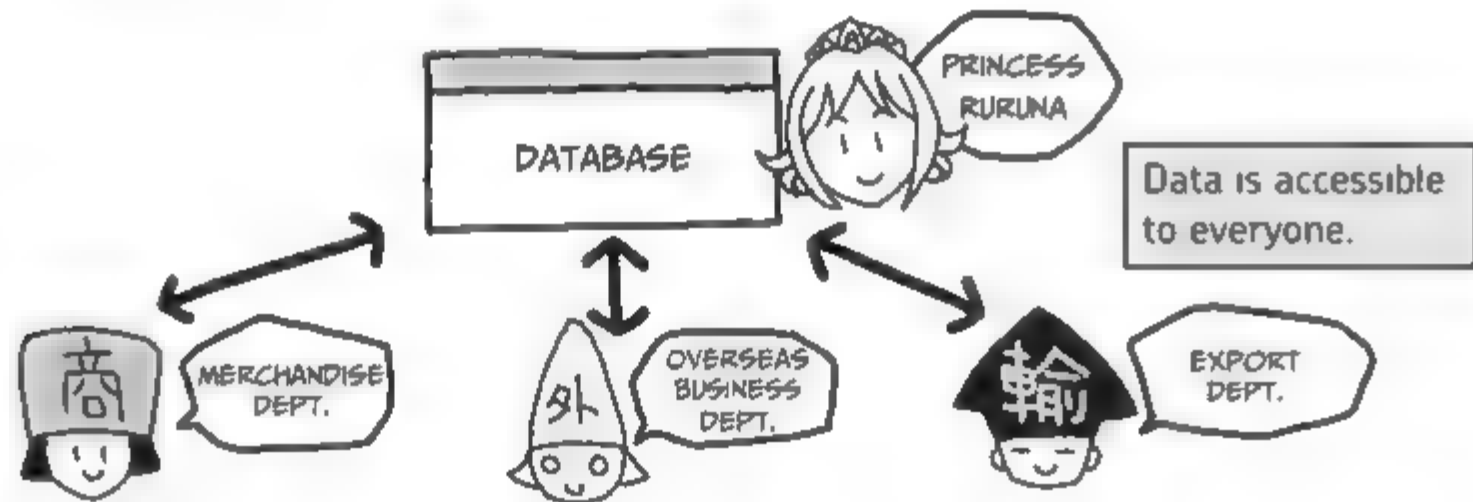 PRINCESS
RURUNA
DATABASE
Data is accessible
to everyone.
商
MERCHANDISE
DEPT.
外
OVERSEAS
BUSINESS
DEPT.
輸
EXPORT
DEPT.